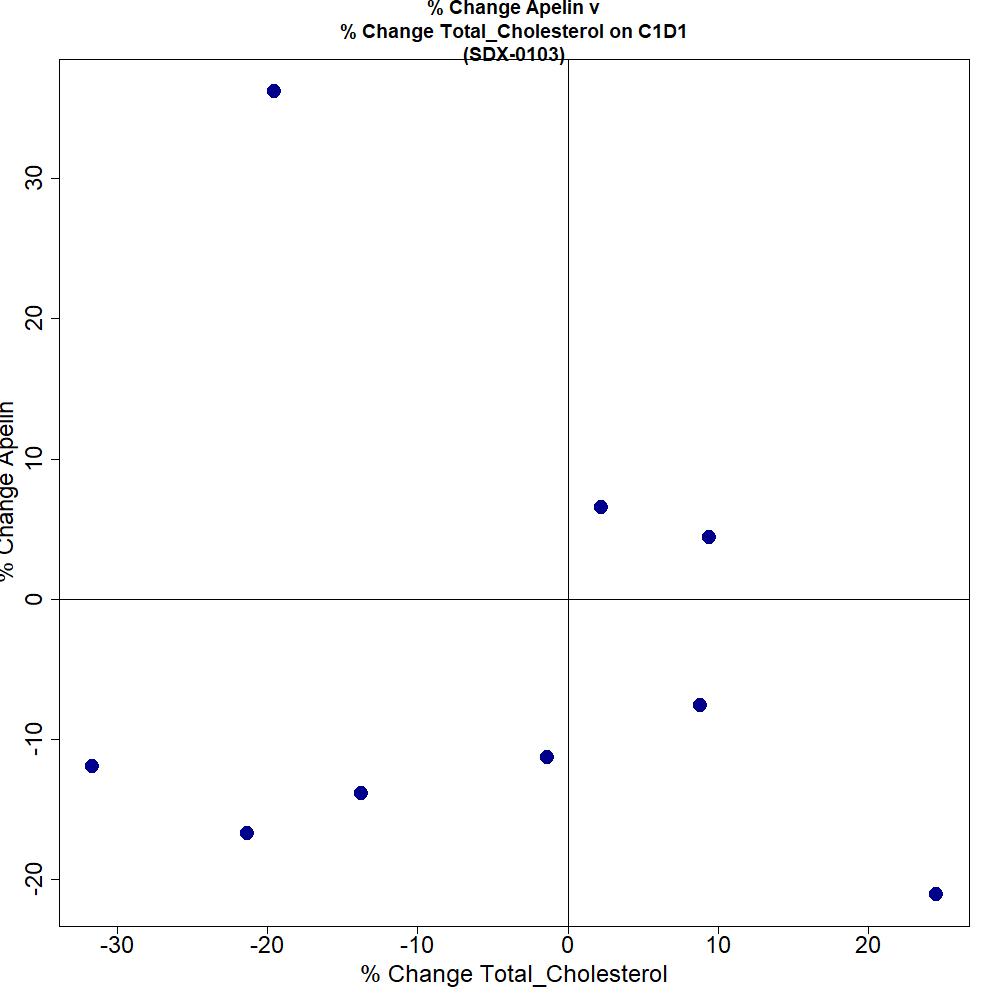 % Change Apelin v
% Change Total_Cholesterol on C1D1
(SDX-0103)
% Change Apelin
30
20
10
0
-10
-20
-30
-20
-10
0
10
20
% Change Total_Cholesterol